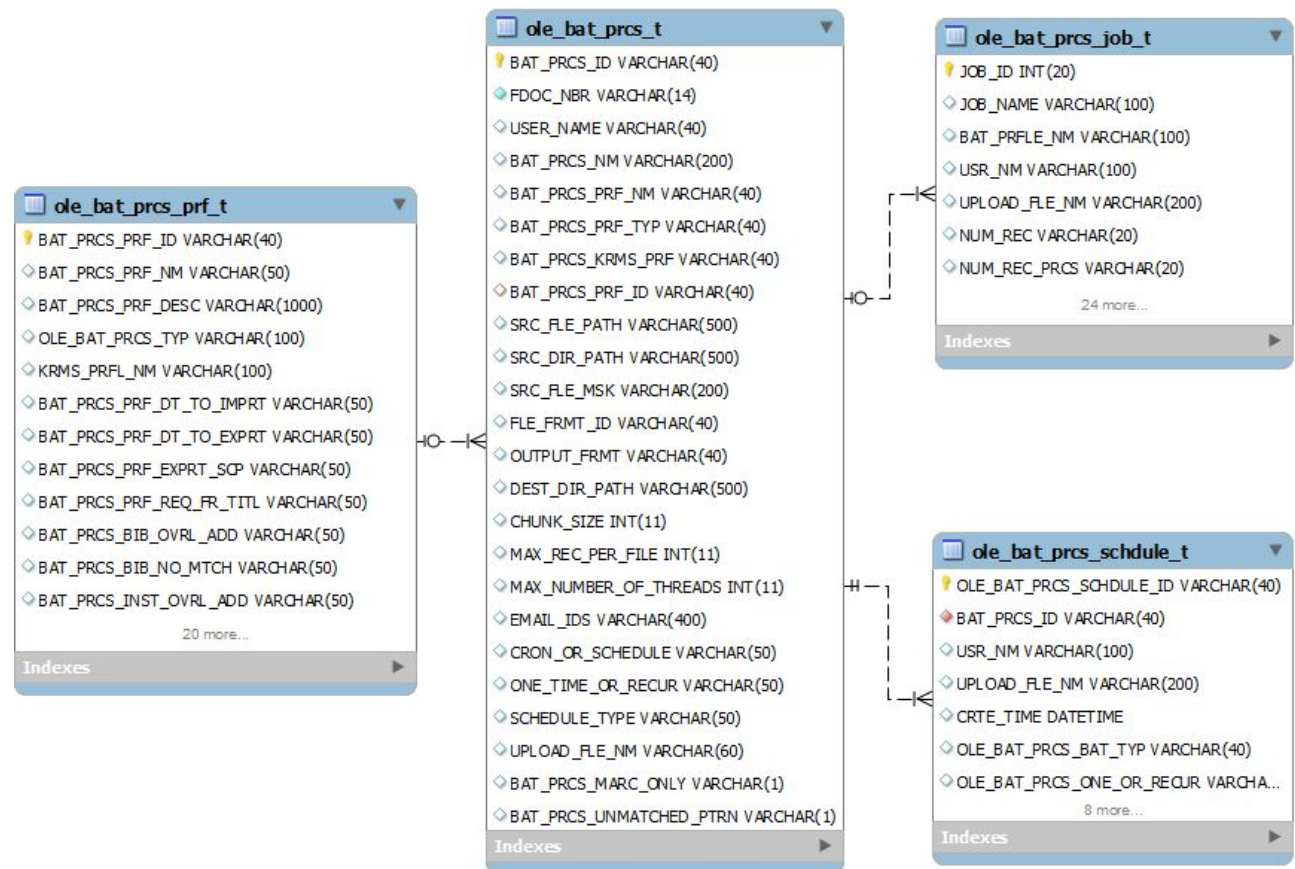 ole_bat_prcs_prf_t
BAT_PRCS_PRF_ID VARCHAR(40)
BAT_PRCS_PRF_NM VARCHAR(50)
BAT_PRCS_PRF_DESC VARCHAR(1000)
OLE_BAT_PRCS_TYP VARCHAR(100)
KRMS_PRFL_NM VARCHAR(100)
BAT_PRCS_PRF_DT_TO_IMPRT VARCHAR(50)
BAT_PRCS_PRF_DT_TO_EXPRT VARCHAR(50)
BAT_PRCS_PRF_EXPRT_SCP VARCHAR(50)
BAT_PRCS_PRF_REQ_FR_TITL VARCHAR(50)
BAT_PRCS_BIB_OVRL_ADD VARCHAR(50)
BAT_PRCS_BIB_NO_MTCH VARCHAR(50)
BAT_PRCS_INST_OVRL_ADD VARCHAR(50)
20 more...
Indexes
ole_bat_prcs_t
BAT_PRCS_ID VARCHAR(40)
FDOC_NBR VARCHAR(14)
USER_NAME VARCHAR(40)
BAT_PRCS_NM VARCHAR(200)
BAT_PRCS_PRF_NM VARCHAR(40)
BAT_PRCS_PRF_TYP VARCHAR(40)
BAT_PRCS_KRMS_PRF VARCHAR(40)
BAT_PRCS_PRF_ID VARCHAR(40)
SRC_FLE_PATH VARCHAR(500)
SRC_DIR_PATH VARCHAR(500)
SRC_FLE_MSK VARCHAR(200)
FLE_FRMT_ID VARCHAR(40)
OUTPUT_FRMT VARCHAR(40)
DEST_DIR_PATH VARCHAR(500)
CHUNK_SIZE INT(11)
MAX_REC_PER_FILE INT(11)
MAX_NUMBER_OF_THREADS INT(11)
EMAIL_IDS VARCHAR(400)
CRON_OR_SCHEDULE VARCHAR(50)
ONE_TIME_OR_RECUR VARCHAR(50)
SCHEDULE_TYPE VARCHAR(50)
UPLOAD_FLE_NM VARCHAR(60)
BAT_PRCS_MARC_ONLY VARCHAR(1)
BAT_PRCS_UNMATCHED_PTRN VARCHAR(1)
Indexes
ole_bat_prcs_job_t
JOB_ID INT(20)
JOB_NAME VARCHAR(100)
BAT_PRFLE_NM VARCHAR(100)
USR_NM VARCHAR(100)
UPLOAD_FLE_NM VARCHAR(200)
NUM_REC VARCHAR(20)
NUM_REC_PRCS VARCHAR(20)
24 more...
Indexes
ole_bat_prcs_schdule_t
OLE_BAT_PRCS_SCHDULE_ID VARCHAR(40)
BAT_PRCS_ID VARCHAR(40)
USR_NM VARCHAR(100)
UPLOAD_FLE_NM VARCHAR(200)
CRTE_TIME DATETIME
OLE_BAT_PRCS_BAT_TYP VARCHAR(40)
OLE_BAT_PRCS_ONE_OR_RECUR VARCHA...
8 more...
Indexes